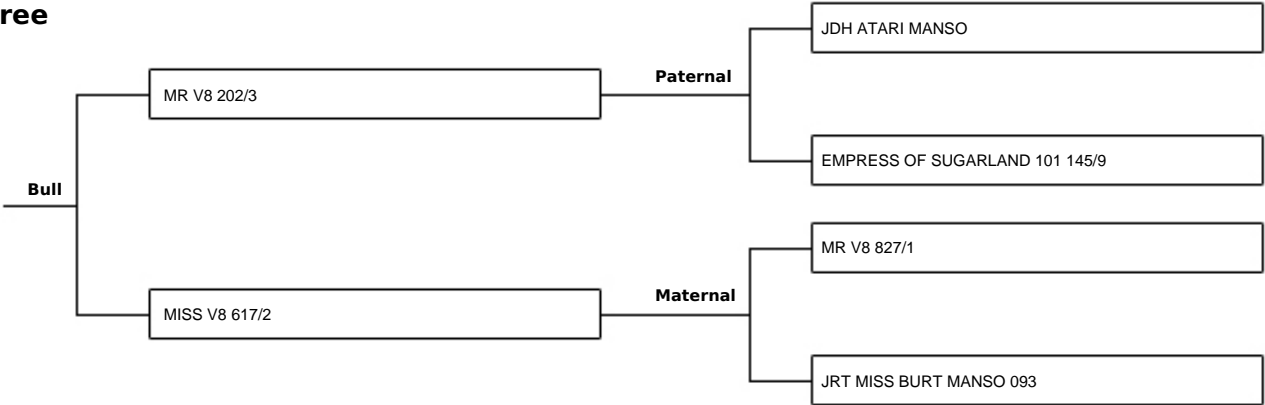 ree
JDH ATARI MANSO
Paternal
MR V8 202/3
EMPRESS OF SUGARLAND 101 145/9
Bull
MR V8 827/1
Maternal
MISS V8 617/2
JRT MISS BURT MANSO 093